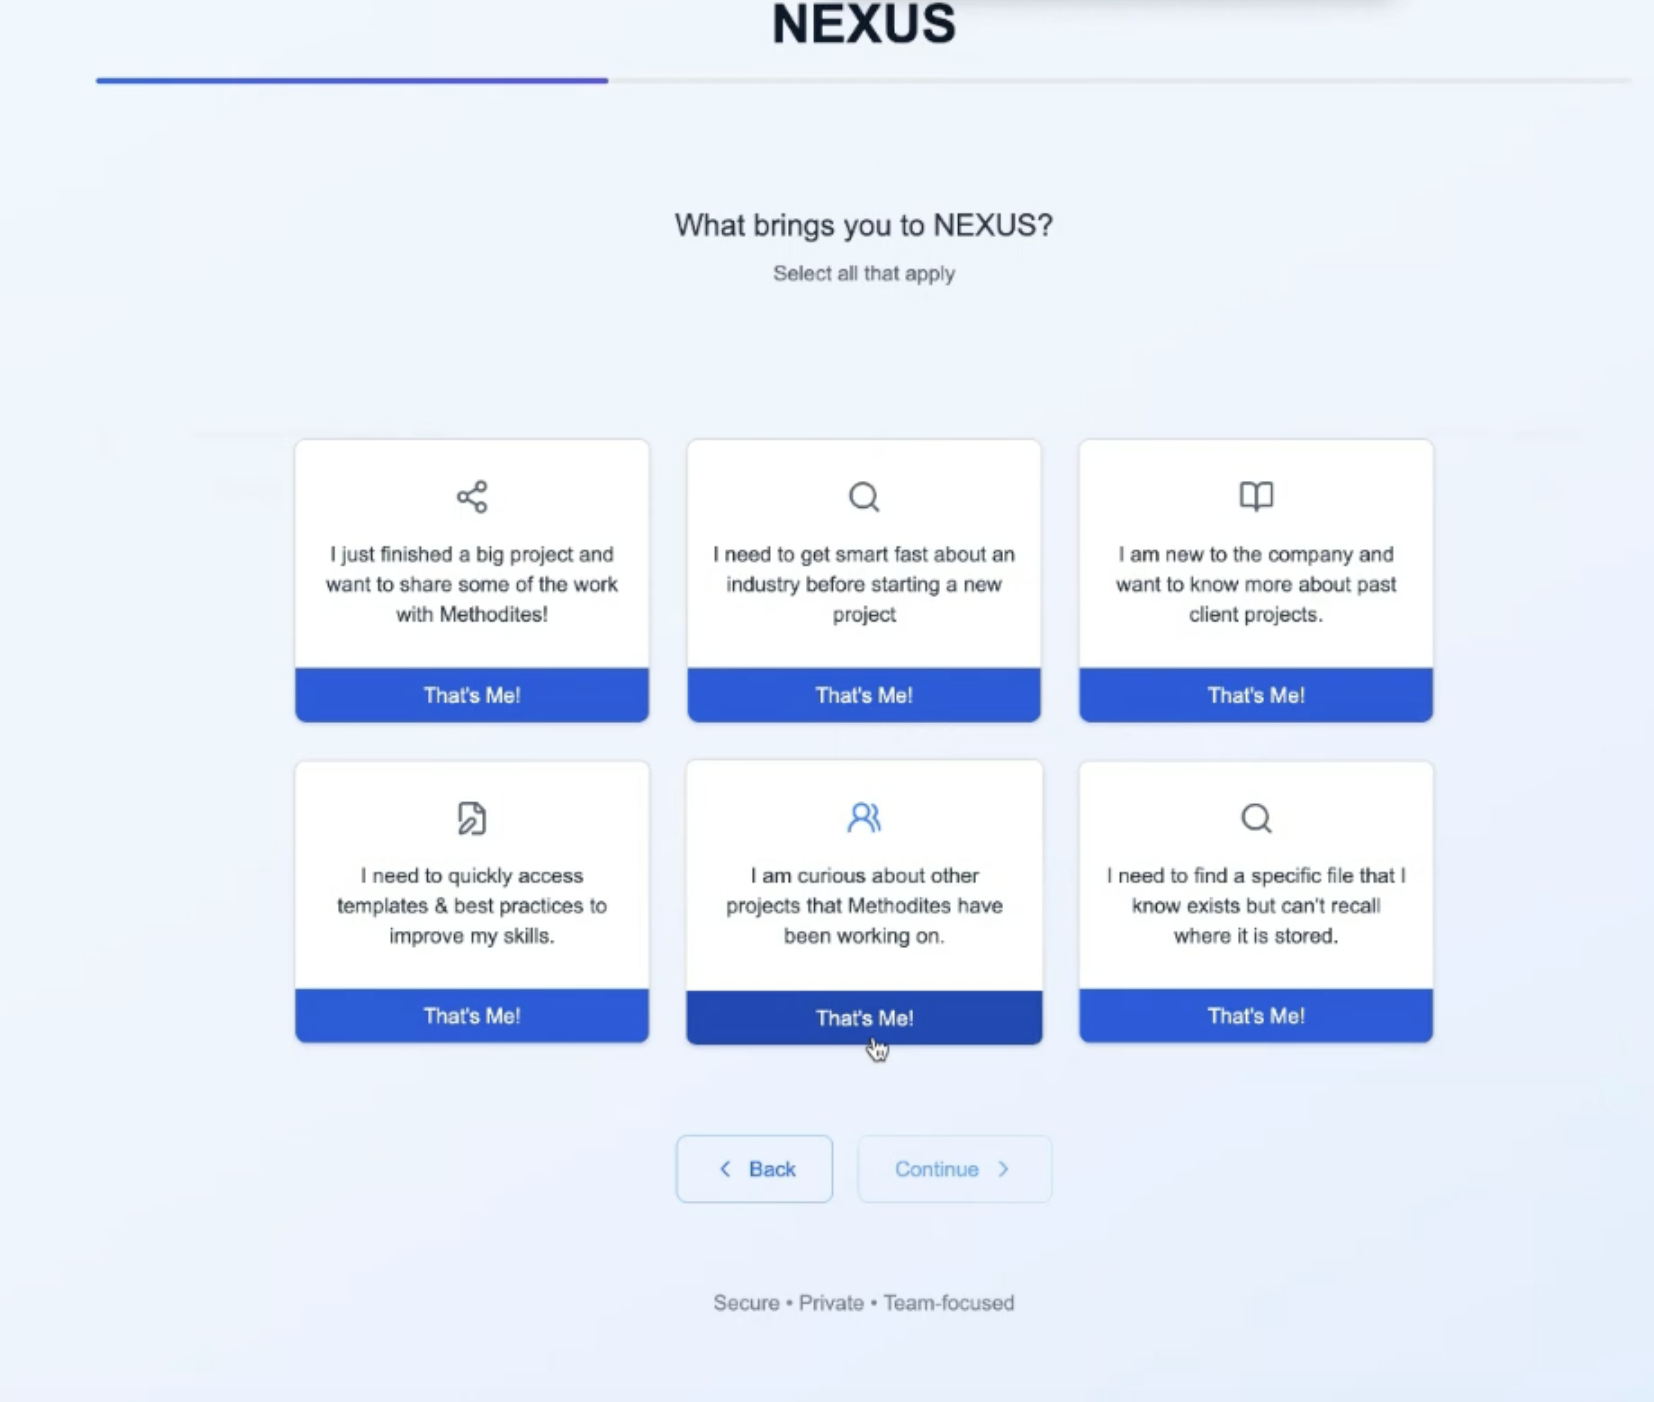 NEXUS
What brings you to NEXUS?
Select all that apply
I just finished a big project and
want to share some of the work
with Methodites!
That's Me!
I need to get smart fast about an
industry before starting a new
project
That's Me!
I am new to the company and
want to know more about past
client projects.
That's Me!
I need to quickly access
templates & best practices to
improve my skills.
That's Me!
I am curious about other
projects that Methodites have
been working on.
That's Me!
I need to find a specific file that I
know exists but can't recall
where it is stored.
That's Me!
Back
Continue
Secure • Private • Team-focused